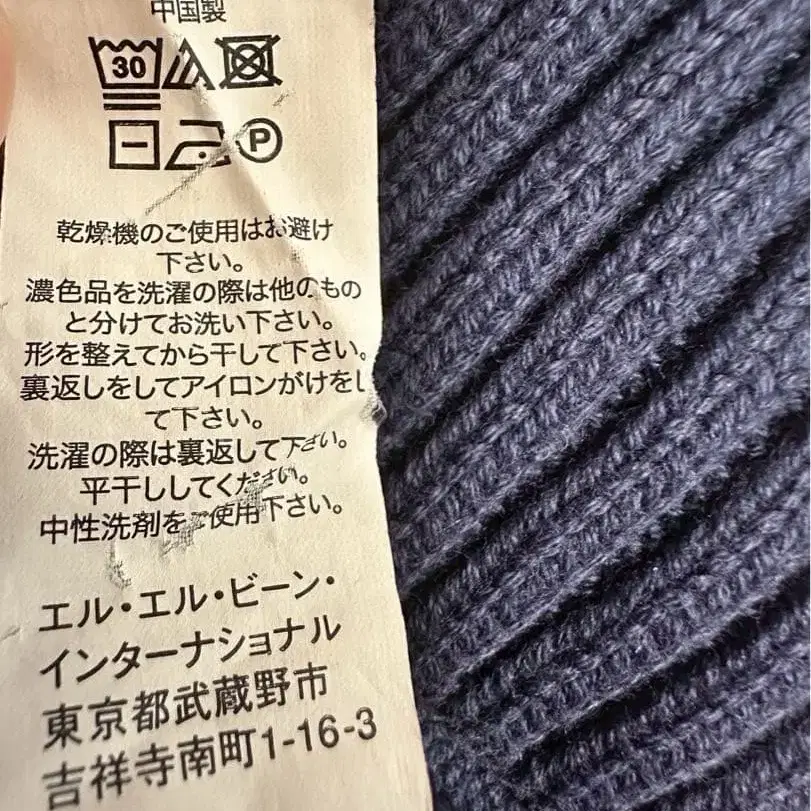 中国製
30
P
乾燥機のご使用はお避け
下さい。
濃色品を洗濯の際は他のもの
と分けてお洗い下さい。
形を整えてから干して下さい。
裏返しをしてアイロンがけをし
て下さい。
洗濯の際は裏返して下さい。
平干ししてください。
中性洗剤をご使用下さい。
エル・エル・ビーン・
インターナショナル
東京都武蔵野市
吉祥寺南町1-16-3